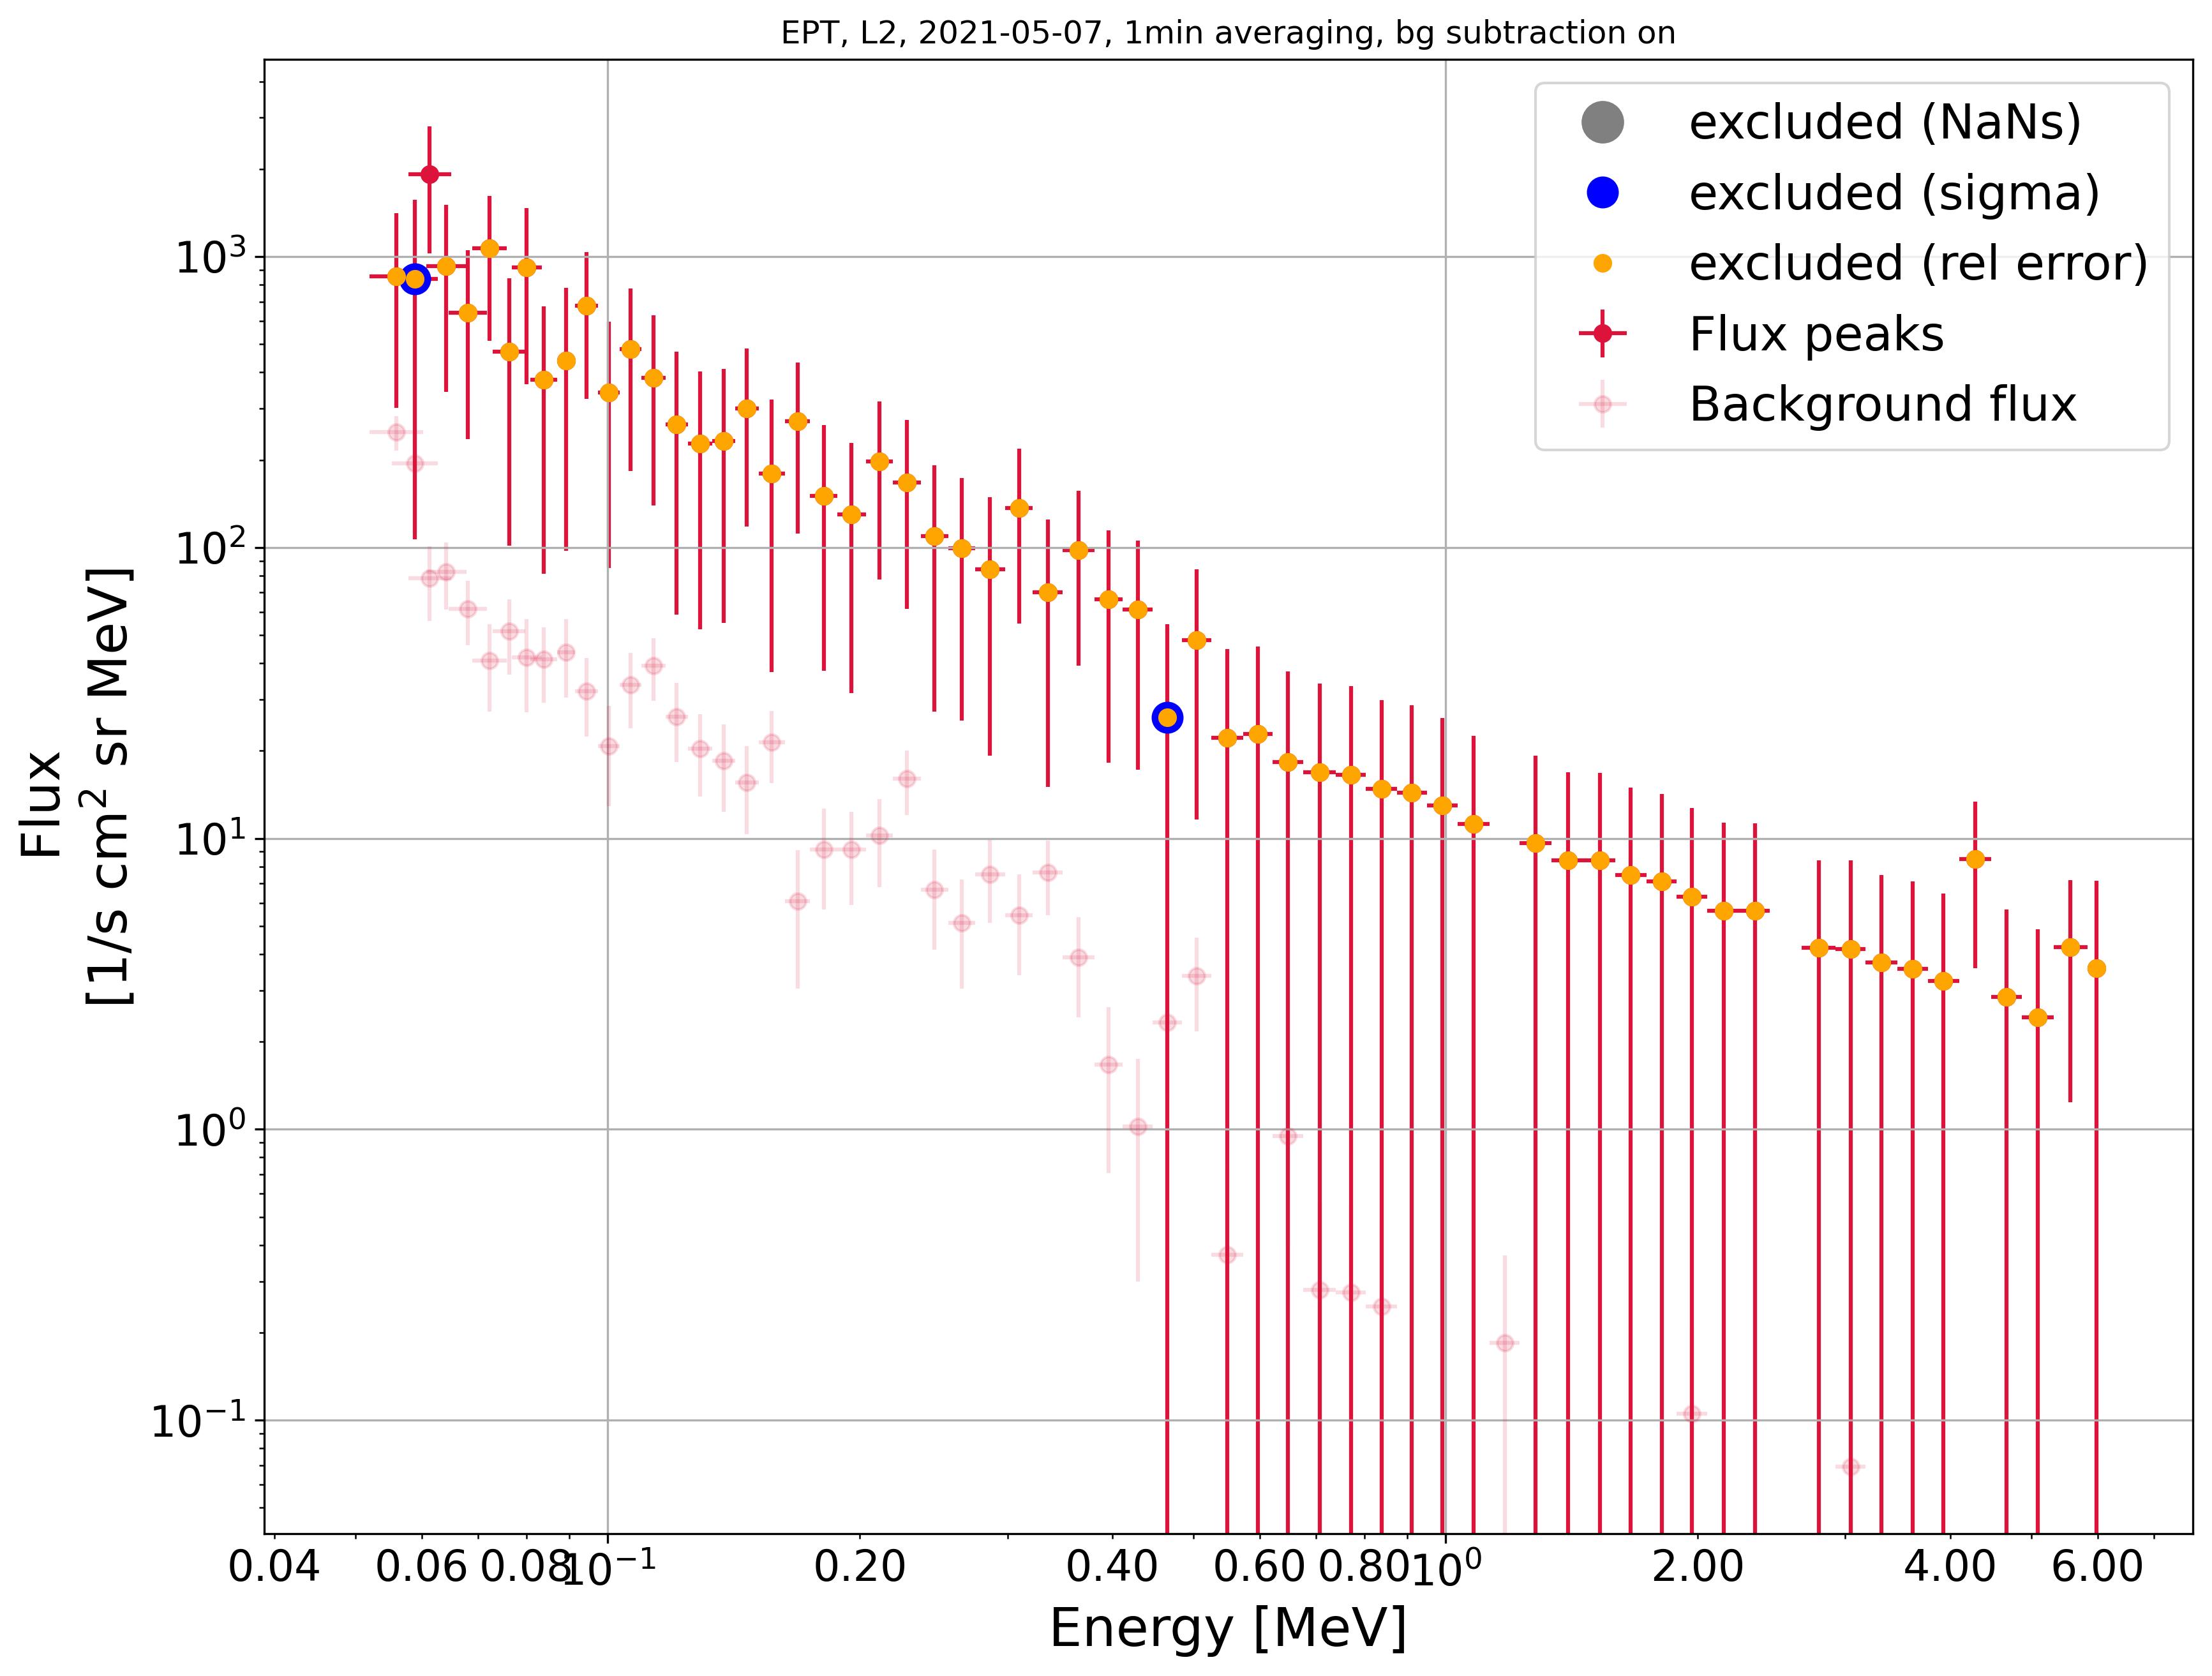 EPT, L2, 2021-05-07, 1min averaging, bg subtraction on
excluded (NaNs)
excluded (sigma)
excluded (rel error)
Flux peaks
Background flux
Flux
[1/s cm² sr MeV]
10³
10²
10¹
10⁰
10⁻¹
0.04 0.06 0.08 10⁻¹ 0.20 0.40 0.60 0.80 10⁰ 2.00 4.00 6.00
Energy [MeV]